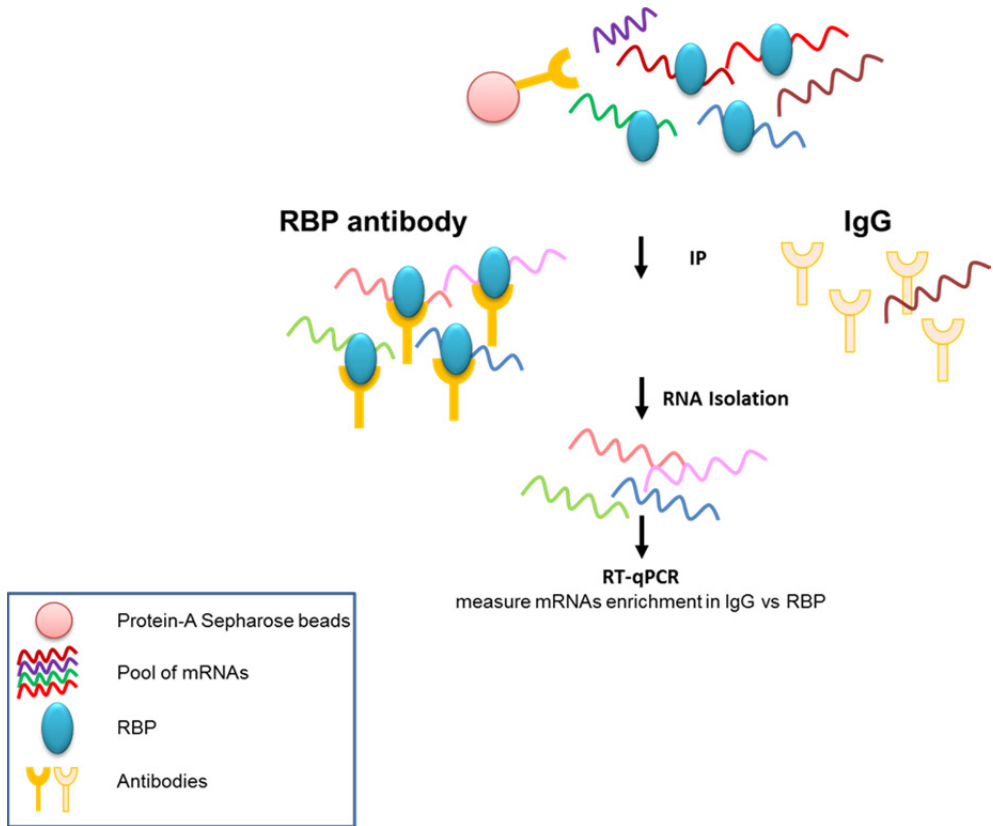 RBP antibody
IgG
IP
RNA Isolation
RT-qPCR
measure mRNAs enrichment in IgG vs RBP
Protein-A Sepharose beads
Pool of mRNAs
RBP
Antibodies